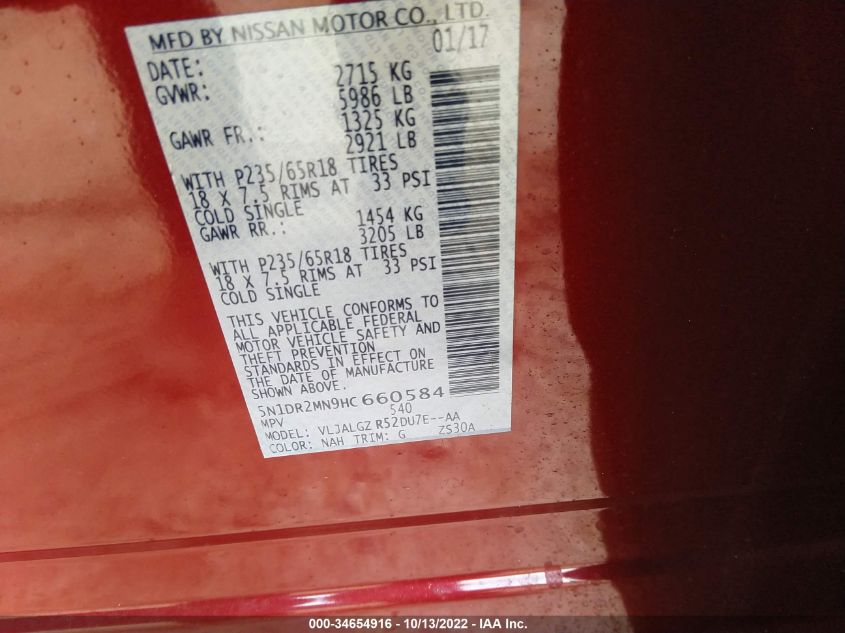 MFD BY NISSAN MOTOR CO., LTD.
DATE: 01/17
GVWR: 2715 KG
5986 LB
GAWR FR.: 1325 KG
2921 LB
WITH P235/65R18 TIRES
18 X 7.5 RIMS AT 33 PSI
COLD SINGLE
GAWR RR.: 1454 KG
3205 LB
WITH P235/65R18 TIRES
18 X 7.5 RIMS AT 33 PSI
COLD SINGLE
THIS VEHICLE CONFORMS TO
ALL APPLICABLE FEDERAL
MOTOR VEHICLE SAFETY AND
THEFT PREVENTION
STANDARDS IN EFFECT ON
THE DATE OF MANUFACTURE
SHOWN ABOVE.
5N1DR2MN9HC660584
MPV 540
MODEL: VLJALGZ R52DU7E--AA
COLOR: NAH TRIM: G ZS30A
000-34654916 - 10/13/2022 - IAA Inc.